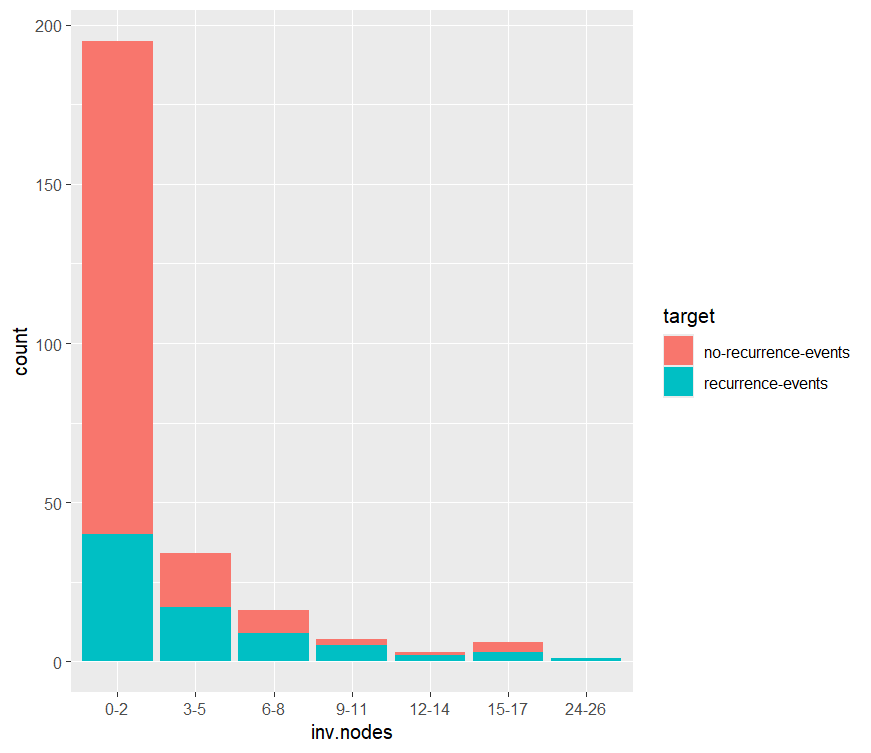 200
150
100
50
0
count
0-2 3-5 6-8 9-11 12-14 15-17 24-26
inv.nodes
target
no-recurrence-events
recurrence-events